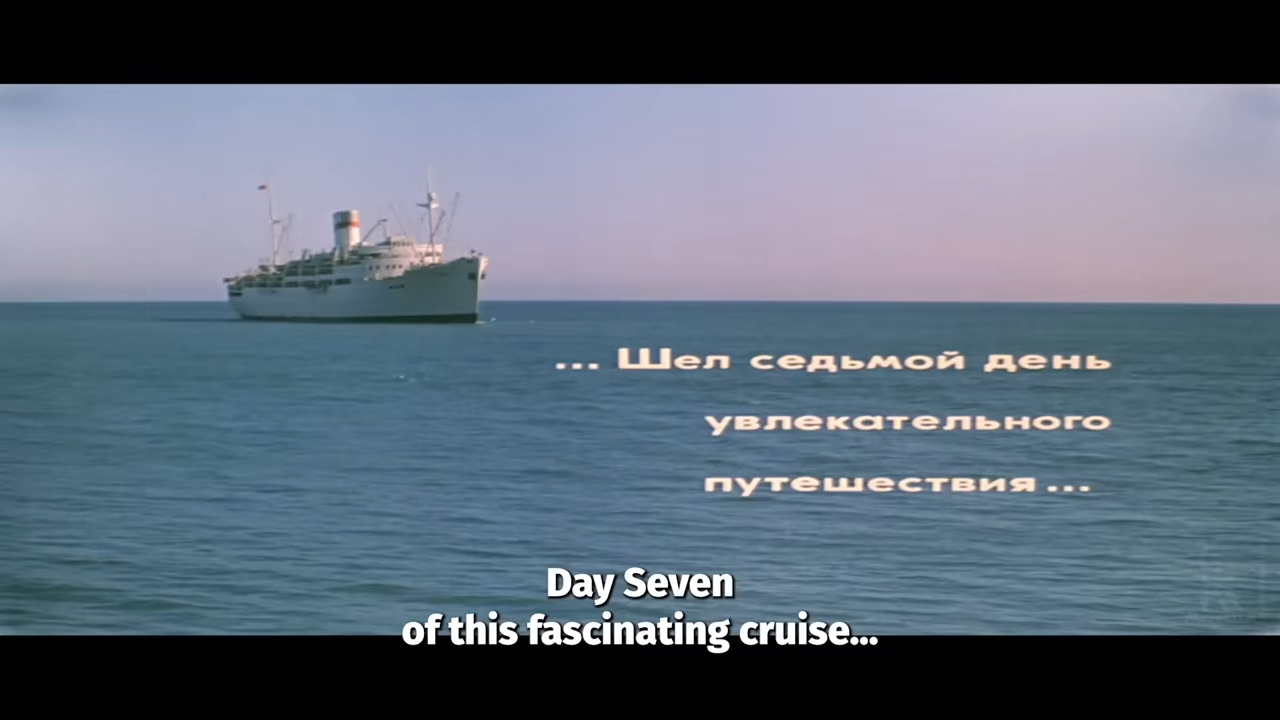 ... Шел седьмой день
увлекательного
путешествия...
Day Seven
of this fascinating cruise...